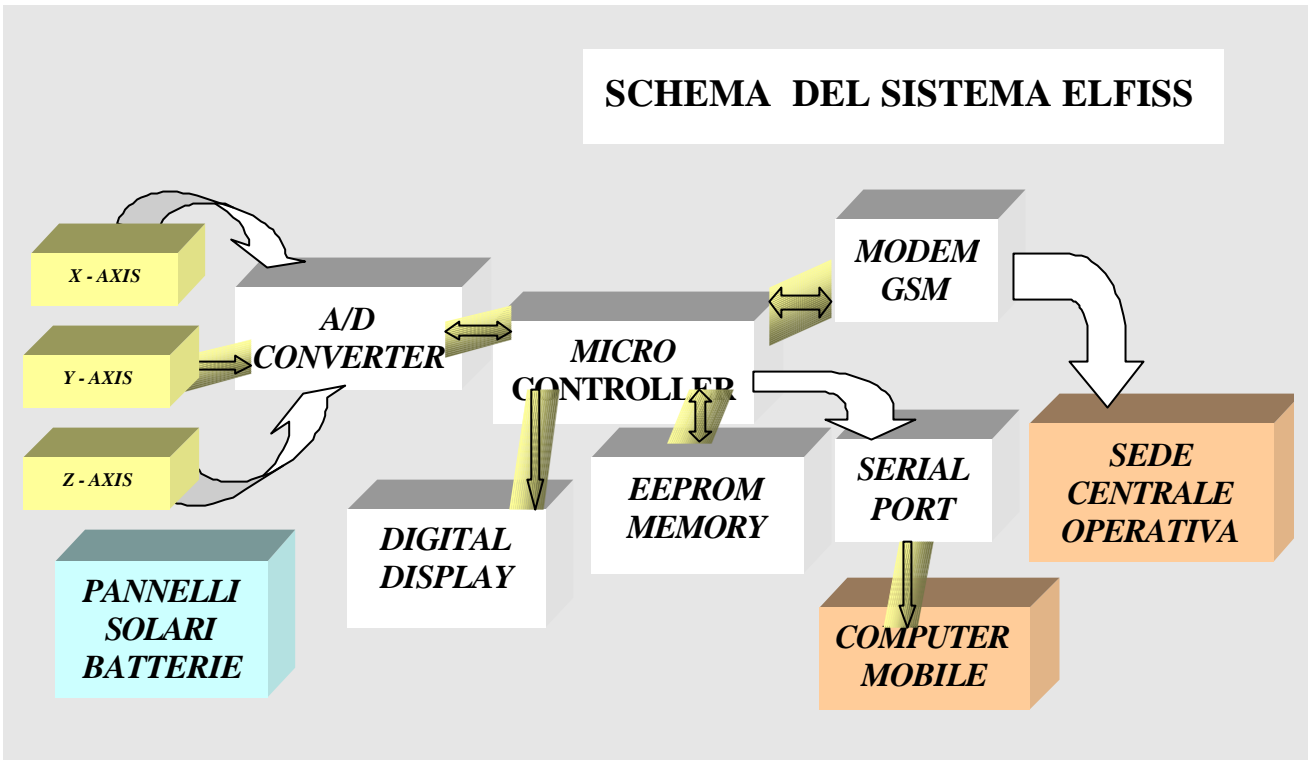 SCHEMA DEL SISTEMA ELFISS
X - AXIS
Y - AXIS
Z - AXIS
A/D
CONVERTER
MICRO
CONTROLLER
MODEM
GSM
SERIAL
PORT
SEDE
CENTRALE
OPERATIVA
EEPROM
MEMORY
DIGITAL
DISPLAY
PANNELLI
SOLARI
BATTERIE
COMPUTER
MOBILE